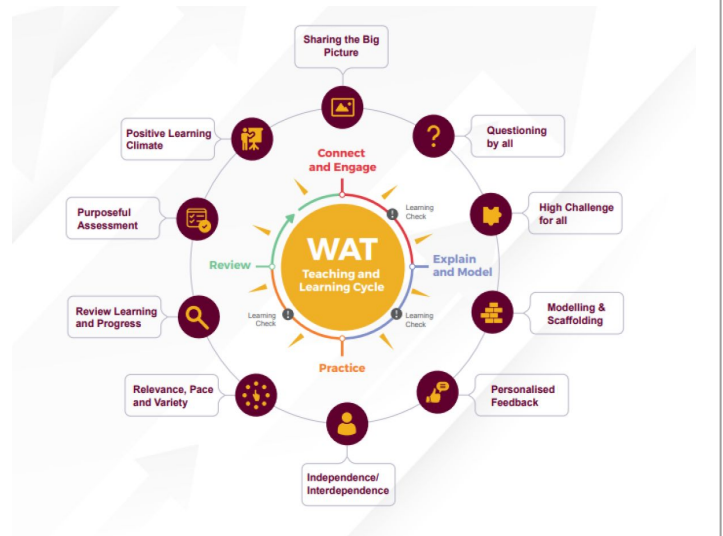 Sharing the Big
Picture
Questioning
by all
High Challenge
for all
Modelling &
Scaffolding
Personalised
Feedback
Independence/
Interdependence
Relevance, Pace
and Variety
Review Learning
and Progress
Purposeful
Assessment
Positive Learning
Climate
Connect
and Engage
Learning
Check
Explain
and Model
Learning
Check
Practice
Learning
Check
Review
WAT
Teaching and
Learning Cycle